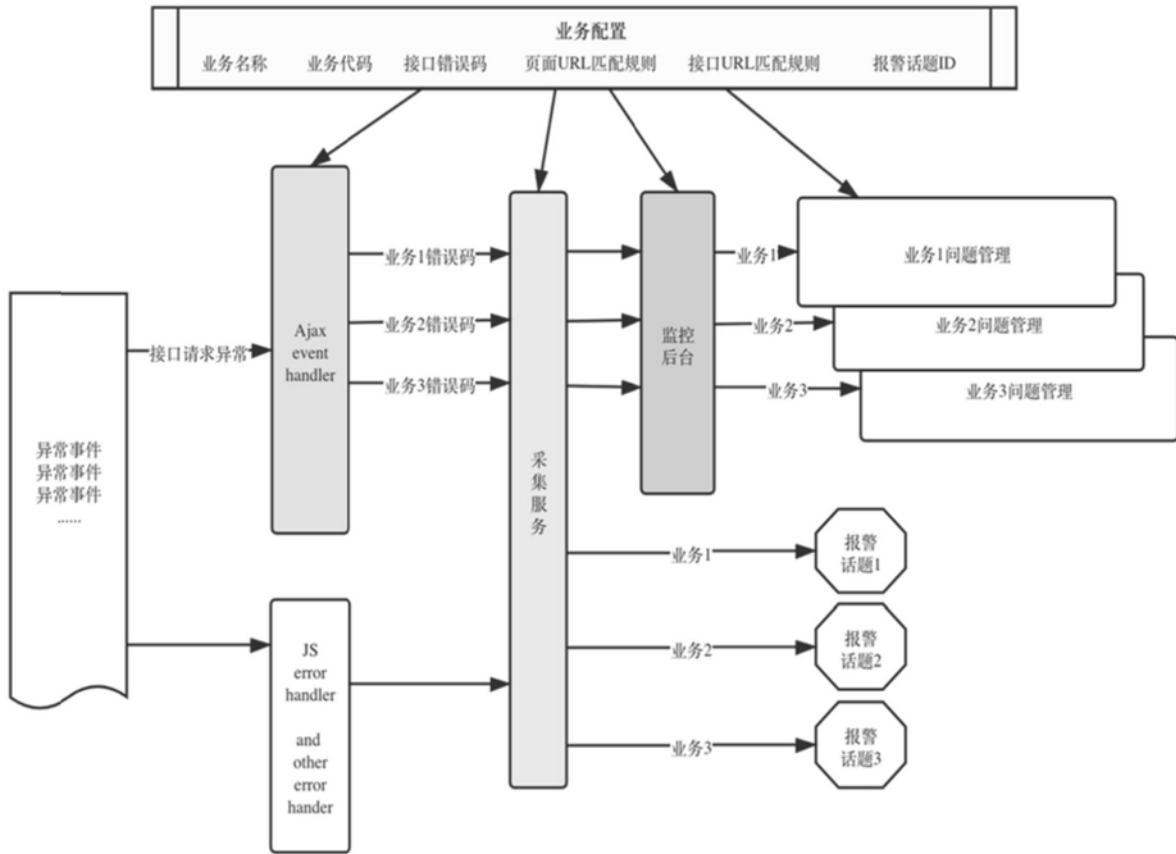 业务配置
业务名称 业务代码 接口错误码 页面URL匹配规则 接口URL匹配规则 报警话题ID
业务1错误码
业务1
业务1问题管理
Ajax
event
handler
业务2错误码
监控
后台
业务2
业务2问题管理
接口请求异常
业务3错误码
业务3
业务3问题管理
异常事件
异常事件
异常事件
......
采
集
服
务
业务1
报警
话题1
JS
error
handler
and
other
error
hander
业务2
报警
话题2
业务3
报警
话题3